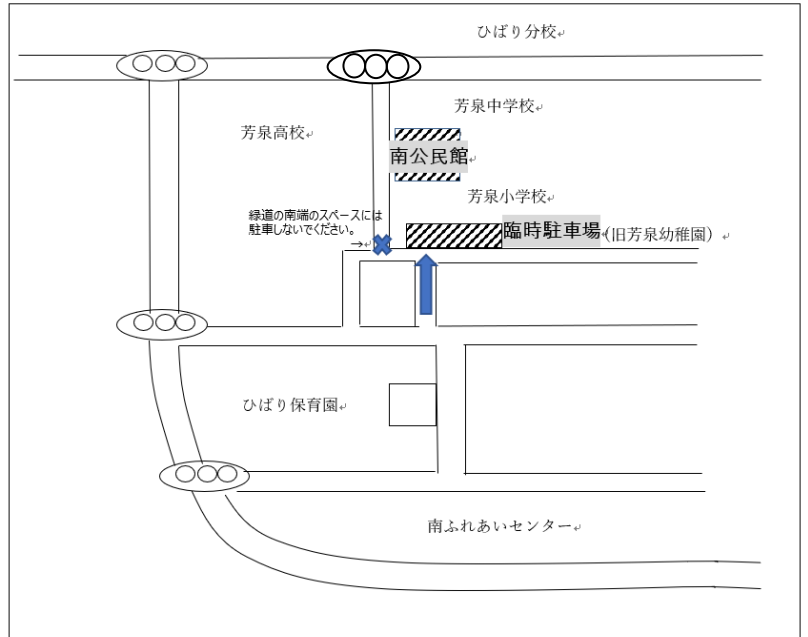 ひばり分校
芳泉中学校
芳泉高校
南公民館
芳泉小学校
緑道の南端のスペースには
駐車しないでください。
→
臨時駐車場(旧芳泉幼稚園)
ひばり保育園
南ふれあいセンター